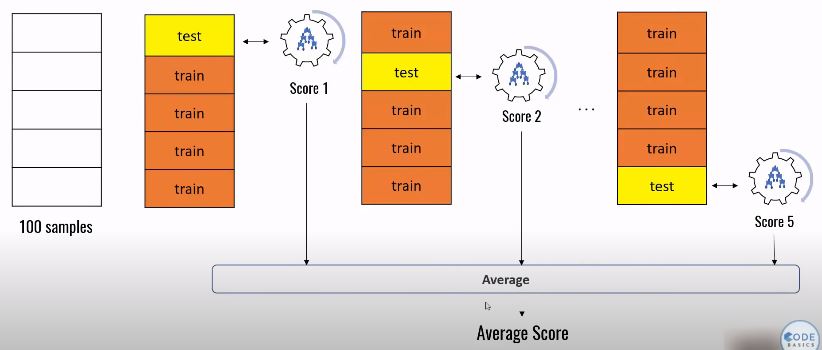 test
train
train
train
train
Score 1
100 samples
train
test
train
train
train
Score 2
...
train
train
train
train
test
Score 5
Average
Average Score
CODE
BASICS